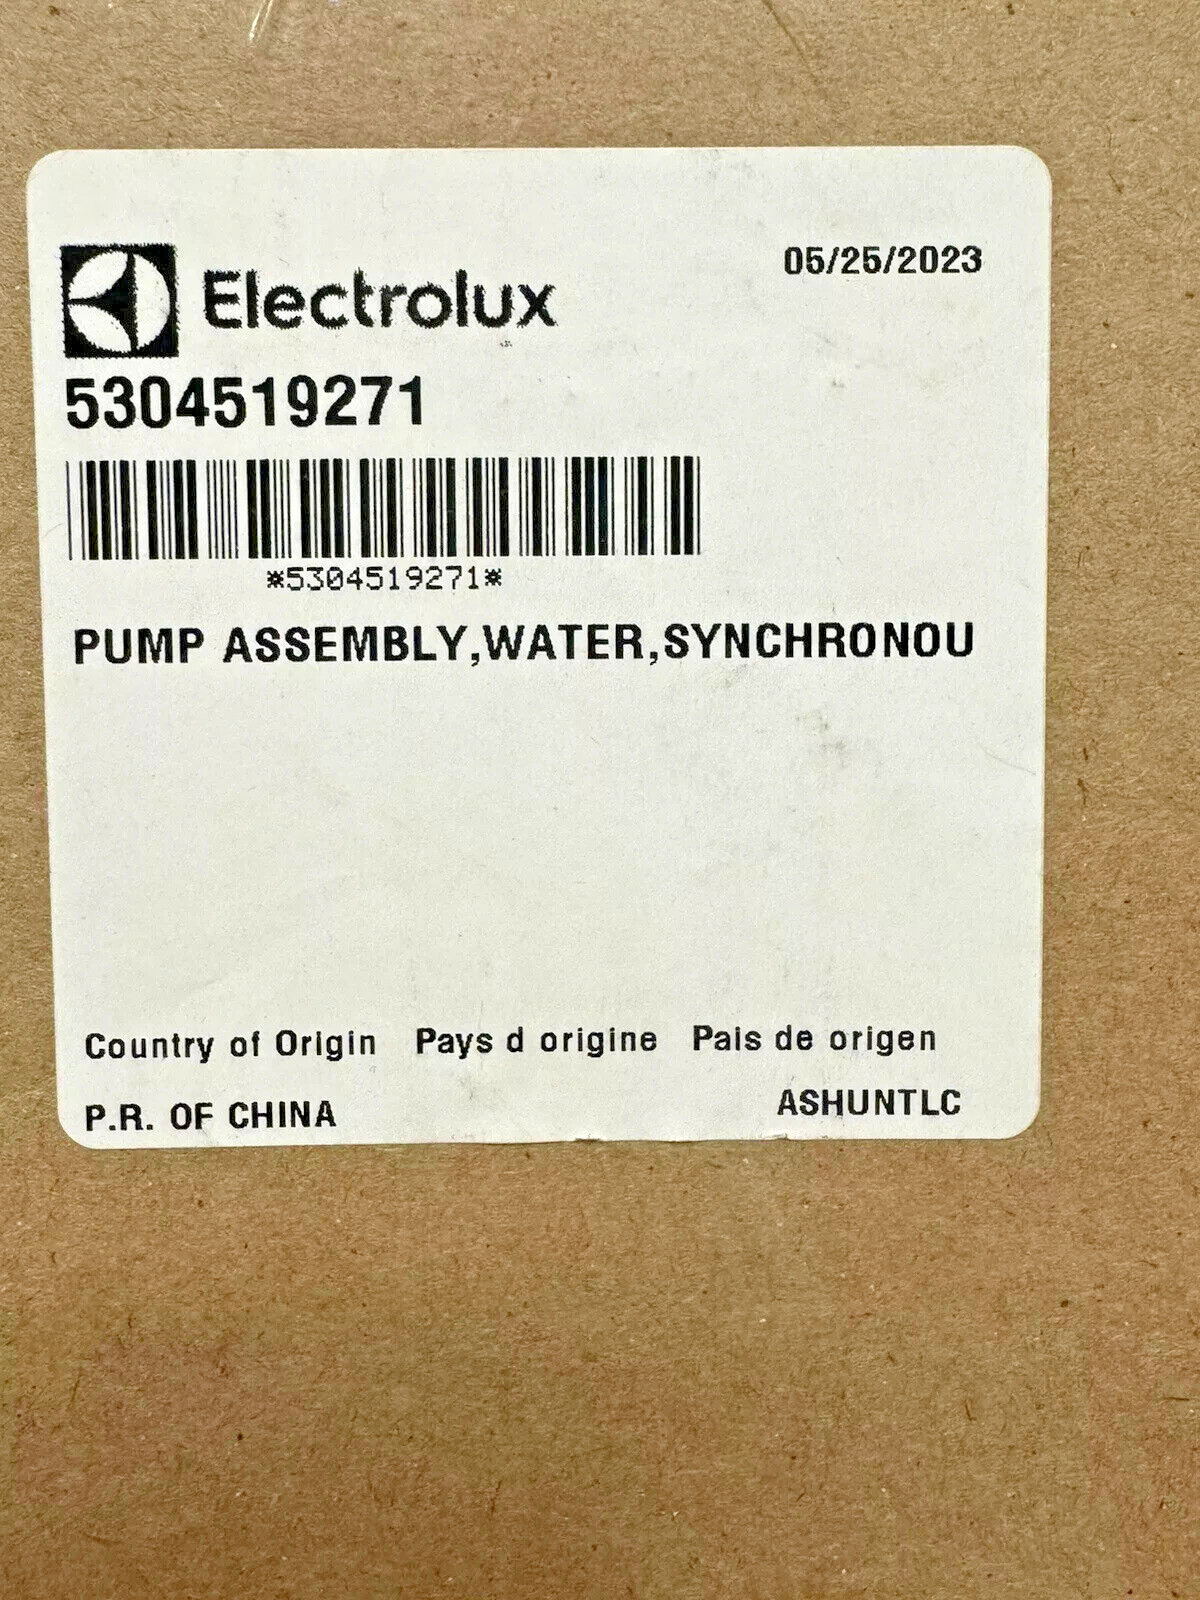 Electrolux
05/25/2023
5304519271
*5304519271*
PUMP ASSEMBLY,WATER,SYNCHRONOU
Country of Origin Pays d origine Pais de origen
P.R. OF CHINA
ASHUNTLC